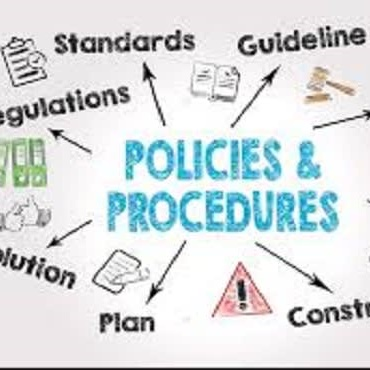 Standards
Guideline
egulations
POLICIES &
PROCEDURES
olution
Plan
Constr